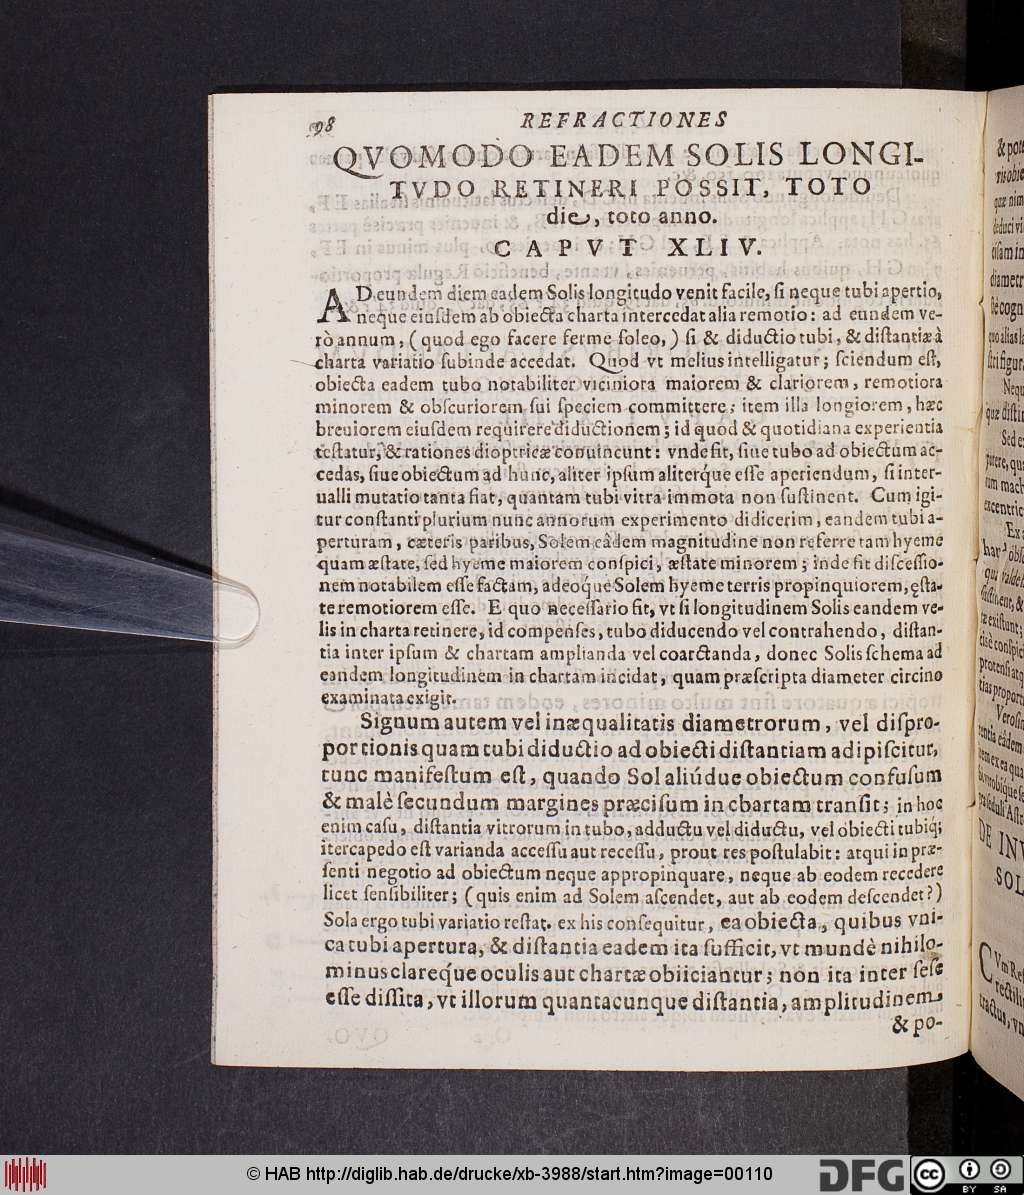 98
REFRACTIONES
QVOMODO EADEM SOLIS LONGI-
TVDO RETINERI POSSIT, TOTO
die, toto anno.
CAPVT XLIV.
AD eundem diem eadem Solis longitudo venit facile, ſi neque tubi apertio,
neque eiuſdem ab obiecta charta intercedat alia remotio: ad eundem ve-
rò annum, (quod ego facere ferme ſoleo,) ſi & diductio tubi, & diſtantiæ à
charta variatio ſubinde accedat. Quod vt melius intelligatur; ſciendum eſt,
obiecta eadem tubo notabiliter viciniora maiorem & clariorem, remotiora
minorem & obſcuriorem ſui ſpeciem committere; item illa longiorem, hæc
breuiorem eiuſdem requirere diductionem; id quod & quotidiana experientia
teſtatur, & rationes dioptricæ conuincunt: vnde fit, ſiue tubo ad obiectum ac-
cedas, ſiue obiectum ad hunc, aliter ipſum aliterq́ue eſſe aperiendum, ſi inter-
ualli mutatio tanta fiat, quantam tubi vitra immota non ſuſtinent. Cum igi-
tur conſtanti plurium nunc annorum experimento didicerim, eandem tubi a-
perturam, cæteris paribus, Solem eâdem magnitudine non referre tam hyeme
quam æſtate, ſed hyeme maiorem conſpici, æſtate minorem; inde fit diſceſſio-
nem notabilem eſſe factam, adeoq́ue Solem hyeme terris propinquiorem, ęſta-
te remotiorem eſſe. E quo neceſſario fit, vt ſi longitudinem Solis eandem ve-
lis in charta retinere, id compenſes, tubo diducendo vel contrahendo, diſtan-
tia inter ipſum & chartam amplianda vel coarctanda, donec Solis ſchema ad
eandem longitudinem in chartam incidat, quam præſcripta diameter circino
examinata exigit.
Signum autem vel inæqualitatis diametrorum, vel diſpro-
portionis quam tubi diductio ad obiecti diſtantiam adipiſcitur,
tunc manifeſtum eſt, quando Sol aliúdue obiectum confuſum
& malè ſecundum margines præciſum in chartam tranſit; in hoc
enim caſu, diſtantia vitrorum in tubo, adductu vel diductu, vel obiecti tubiq́;
itercapedo eſt varianda acceſſu aut receſſu, prout res poſtulabit: atqui in præ-
ſenti negotio ad obiectum neque appropinquare, neque ab eodem recedere
licet ſenſibiliter; (quis enim ad Solem aſcendet, aut ab eodem deſcendet?)
Sola ergo tubi variatio reſtat. ex his conſequitur, ea obiecta, quibus vni-
ca tubi apertura, & diſtantia eadem ita ſufficit, vt mundè nihilo-
minus clareq́ue oculis aut chartæ obiiciantur; non ita inter ſeſe
eſſe diſſita, vt illorum quantacunque diſtantia, amplitudinem
& po-
© HAB http://diglib.hab.de/drucke/xb-3988/start.htm?image=00110
DFG
cc
BY SA